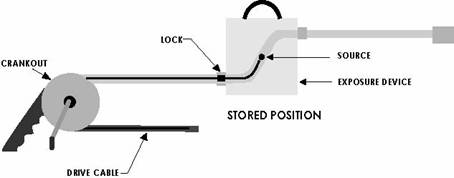 LOCK
SOURCE
CRANKOUT
EXPOSURE DEVICE
STORED POSITION
DRIVE CABLE